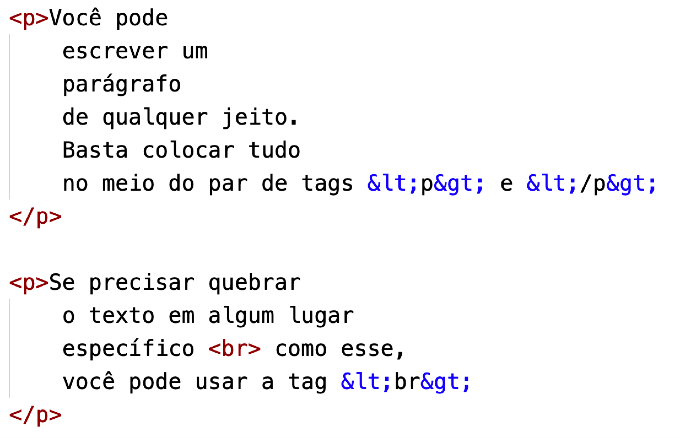 <p>Você pode
escrever um
parágrafo
de qualquer jeito.
Basta colocar tudo
no meio do par de tags &lt;p&gt; e &lt;/p&gt;
</p>
<p>Se precisar quebrar
o texto em algum lugar
específico <br> como esse,
você pode usar a tag &lt;br&gt;
</p>